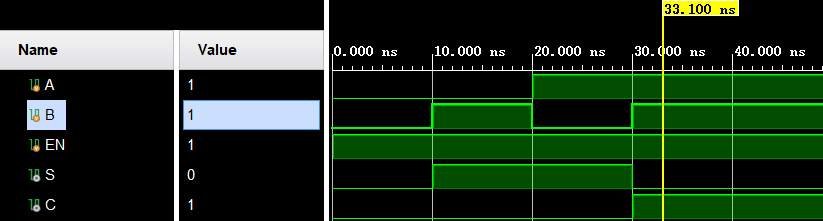 33.100 ns
Name Value
0.000 ns 10.000 ns 20.000 ns 30.000 ns 40.000 ns
A 1
B 1
EN 1
S 0
C 1